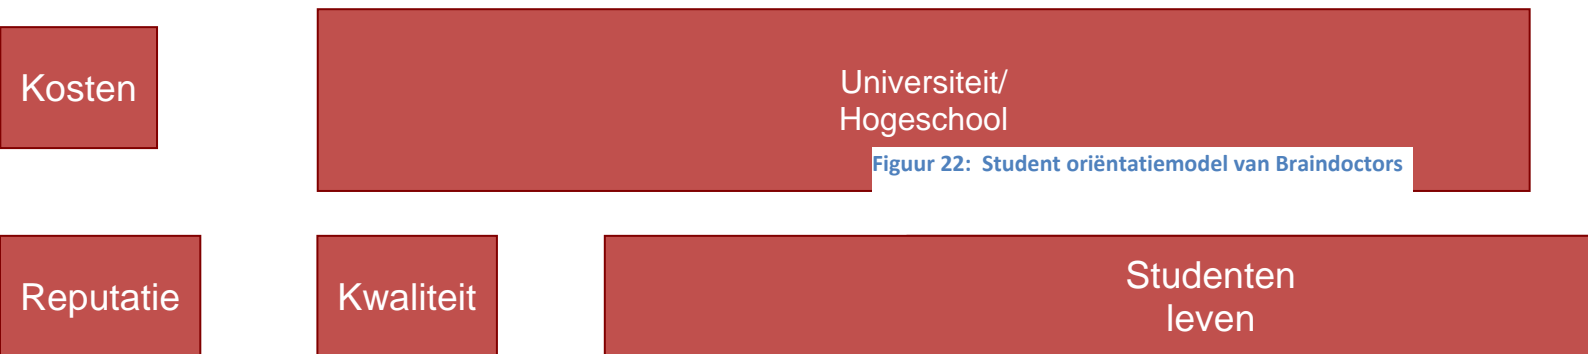 Kosten
Universiteit/
Hogeschool
Figuur 22:  Student oriëntatiemodel van Braindoctors
Reputatie
Kwaliteit
Studenten
leven